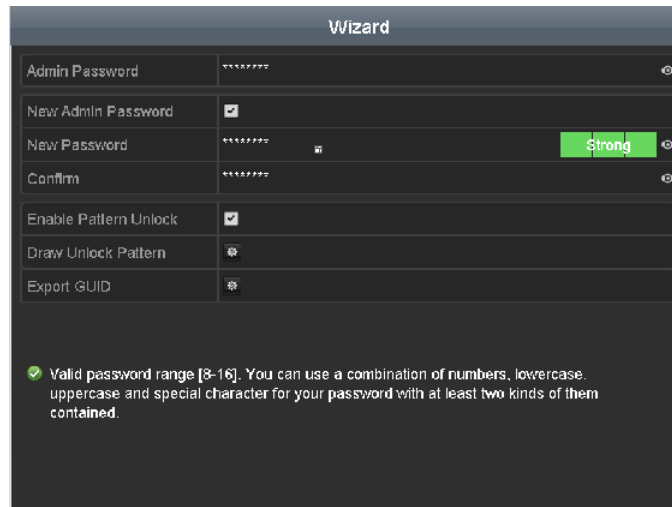 Wizard
Admin Password ********
New Admin Password
New Password ******** Strong
Confirm ********
Enable Pattern Unlock
Draw Unlock Pattern
Export GUID
Valid password range [8-16]. You can use a combination of numbers, lowercase,
uppercase and special character for your password with at least two kinds of them
contained.